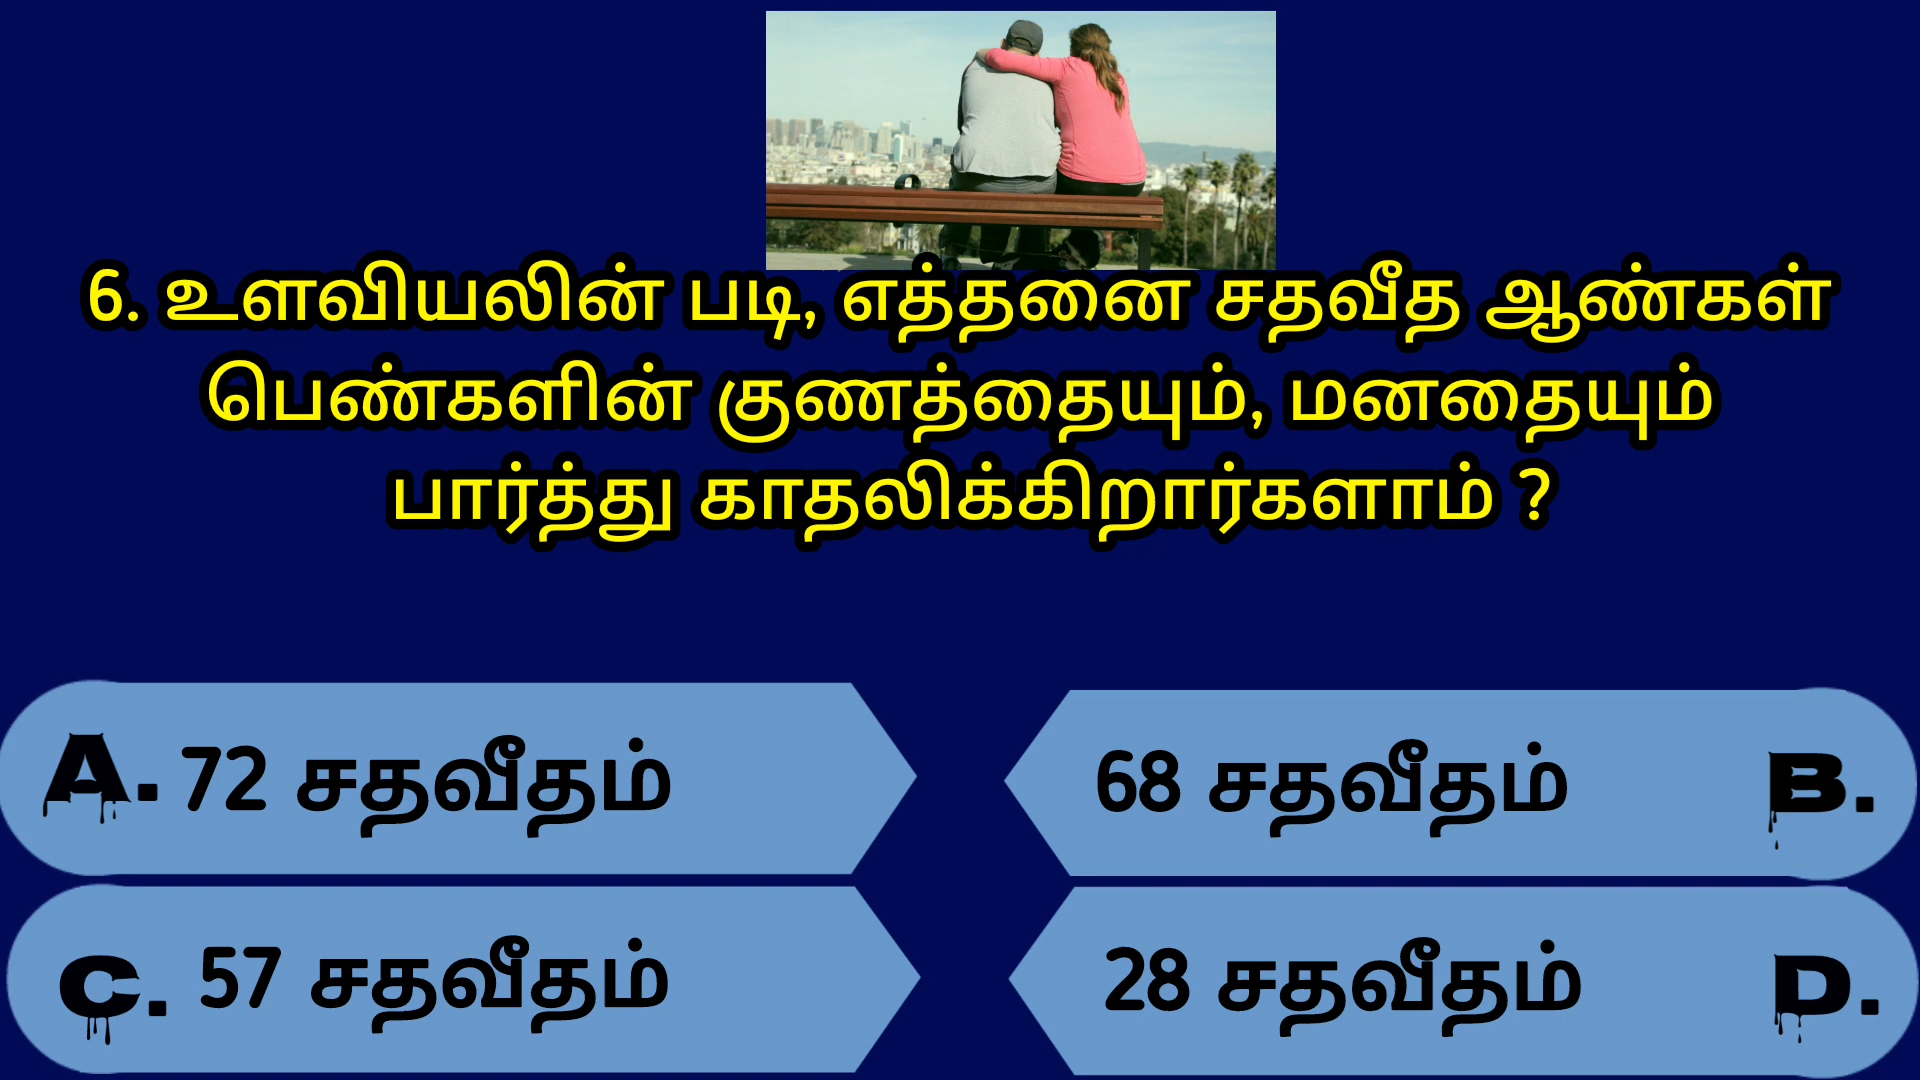 6. உளவியலின் படி, எத்தனை சதவீத ஆண்கள்
பெண்களின் குணத்தையும், மனதையும்
பார்த்து காதலிக்கிறார்களாம் ?
A. 72 சதவீதம்
68 சதவீதம் B.
C. 57 சதவீதம்
28 சதவீதம் D.